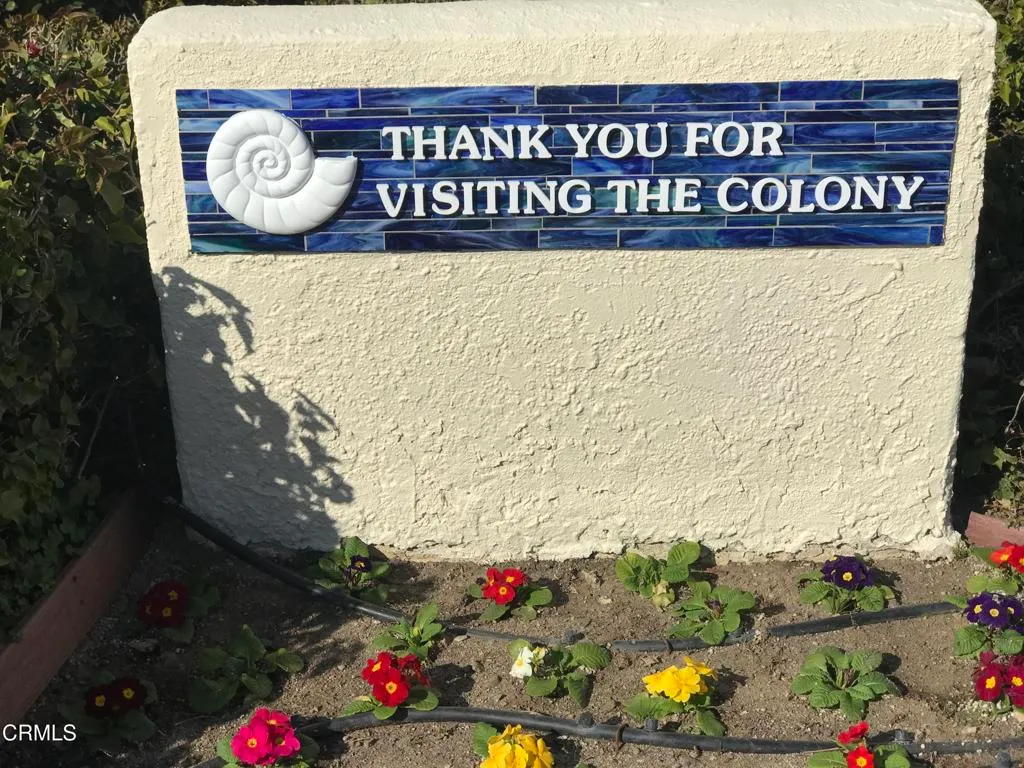 THANK YOU FOR
VISITING THE COLONY
CRMLS